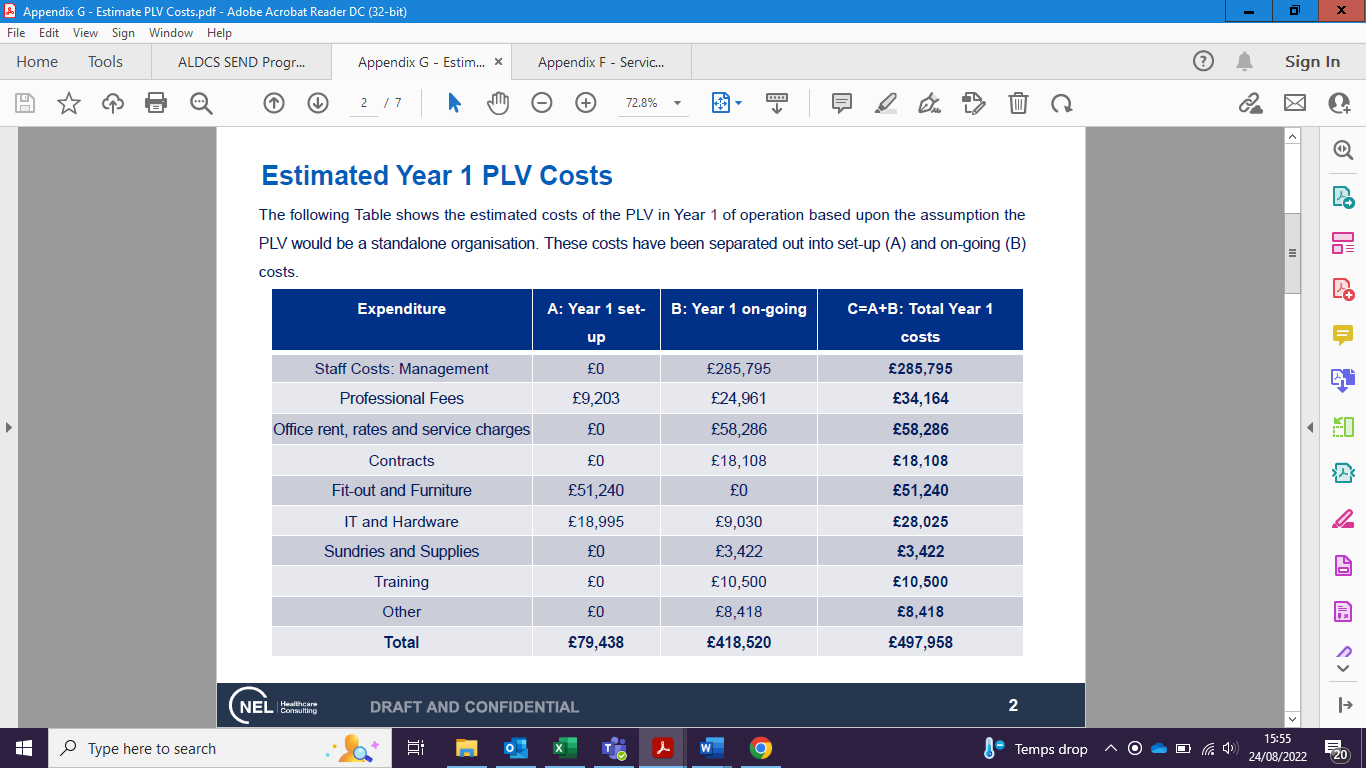 Appendix G - Estimate PLV Costs.pdf - Adobe Acrobat Reader DC (32-bit)
File Edit View Sign Window Help
Home Tools ALDCS SEND Progr... Appendix G - Estim... × Appendix F - Servic... Sign In
2 / 7 72.8%
Estimated Year 1 PLV Costs
The following Table shows the estimated costs of the PLV in Year 1 of operation based upon the assumption the
PLV would be a standalone organisation. These costs have been separated out into set-up (A) and on-going (B)
costs.
Expenditure A: Year 1 set-up B: Year 1 on-going C=A+B: Total Year 1 costs
Staff Costs: Management £0 £285,795 £285,795
Professional Fees £9,203 £24,961 £34,164
Office rent, rates and service charges £0 £58,286 £58,286
Contracts £0 £18,108 £18,108
Fit-out and Furniture £51,240 £0 £51,240
IT and Hardware £18,995 £9,030 £28,025
Sundries and Supplies £0 £3,422 £3,422
Training £0 £10,500 £10,500
Other £0 £8,418 £8,418
Total £79,438 £418,520 £497,958
NEL Healthcare Consulting DRAFT AND CONFIDENTIAL 2
Type here to search Temps drop 15:55
24/08/2022 20